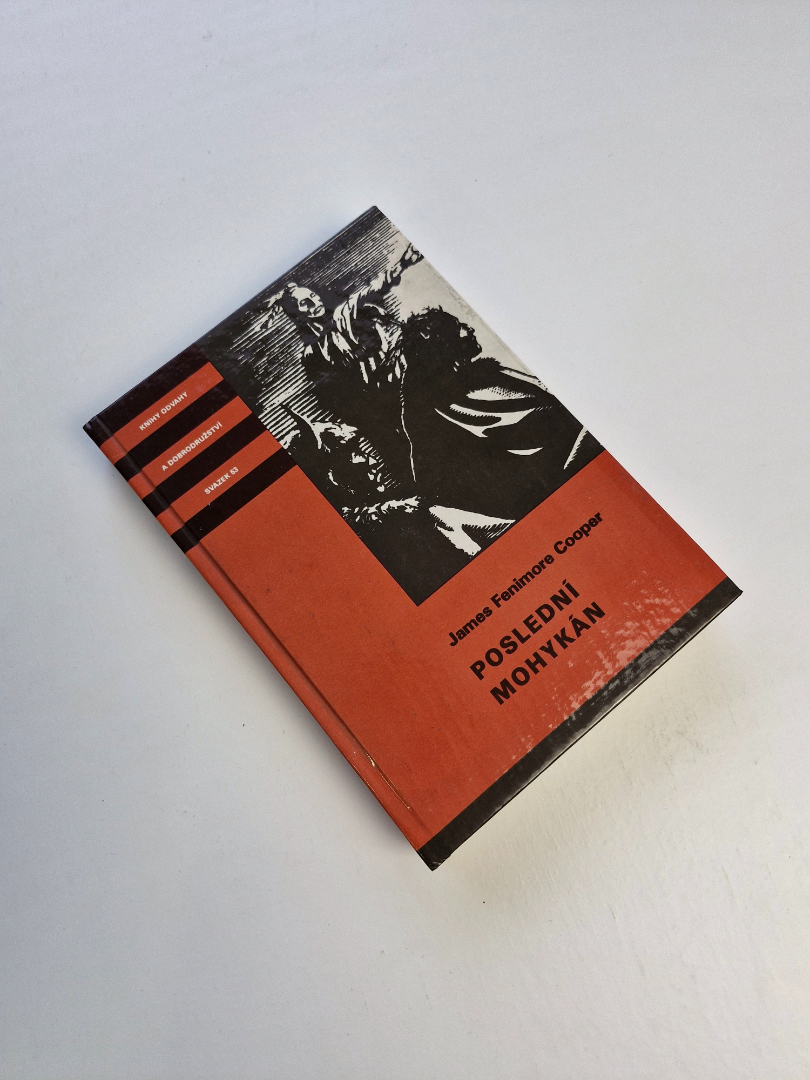 KNIHY ODVAHY
A DOBRODRUŽSTVÍ
SVAZEK 53
James Fenimore Cooper
POSLEDNÍ
MOHYKÁN